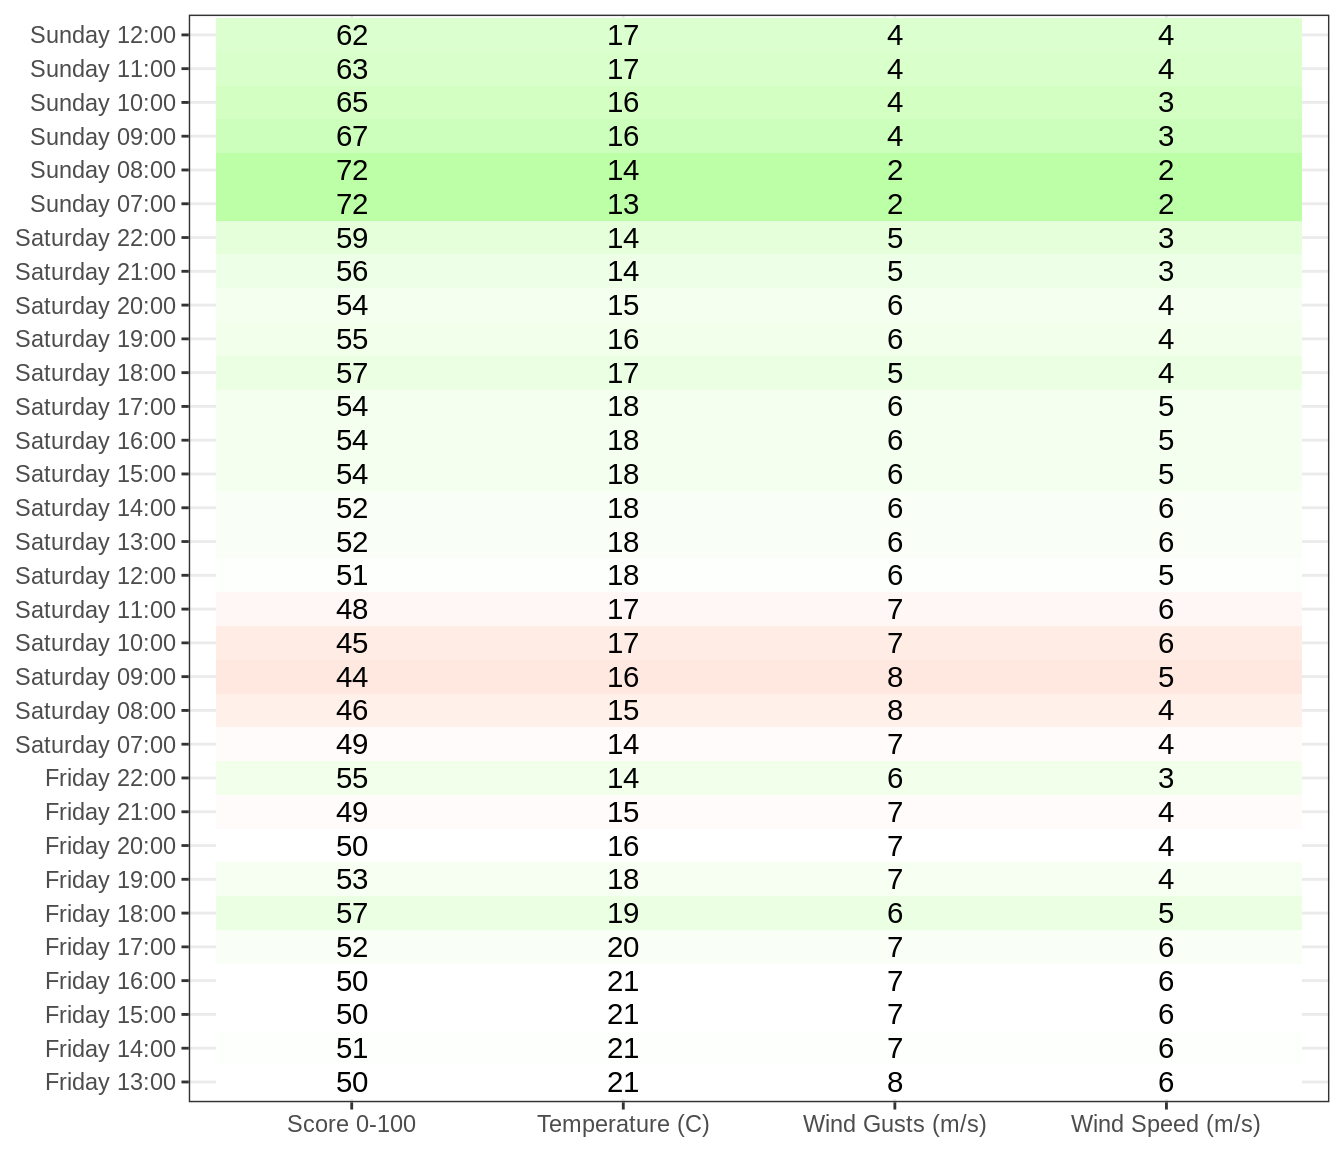 Sunday 12:00 62 17 4 4
Sunday 11:00 63 17 4 4
Sunday 10:00 65 16 4 3
Sunday 09:00 67 16 4 3
Sunday 08:00 72 14 2 2
Sunday 07:00 72 13 2 2
Saturday 22:00 59 14 5 3
Saturday 21:00 56 14 5 3
Saturday 20:00 54 15 6 4
Saturday 19:00 55 16 6 4
Saturday 18:00 57 17 5 4
Saturday 17:00 54 18 6 5
Saturday 16:00 54 18 6 5
Saturday 15:00 54 18 6 5
Saturday 14:00 52 18 6 6
Saturday 13:00 52 18 6 6
Saturday 12:00 51 18 6 5
Saturday 11:00 48 17 7 6
Saturday 10:00 45 17 7 6
Saturday 09:00 44 16 8 5
Saturday 08:00 46 15 8 4
Saturday 07:00 49 14 7 4
Friday 22:00 55 14 6 3
Friday 21:00 49 15 7 4
Friday 20:00 50 16 7 4
Friday 19:00 53 18 7 4
Friday 18:00 57 19 6 5
Friday 17:00 52 20 7 6
Friday 16:00 50 21 7 6
Friday 15:00 50 21 7 6
Friday 14:00 51 21 7 6
Friday 13:00 50 21 8 6
Score 0-100 Temperature (C) Wind Gusts (m/s) Wind Speed (m/s)